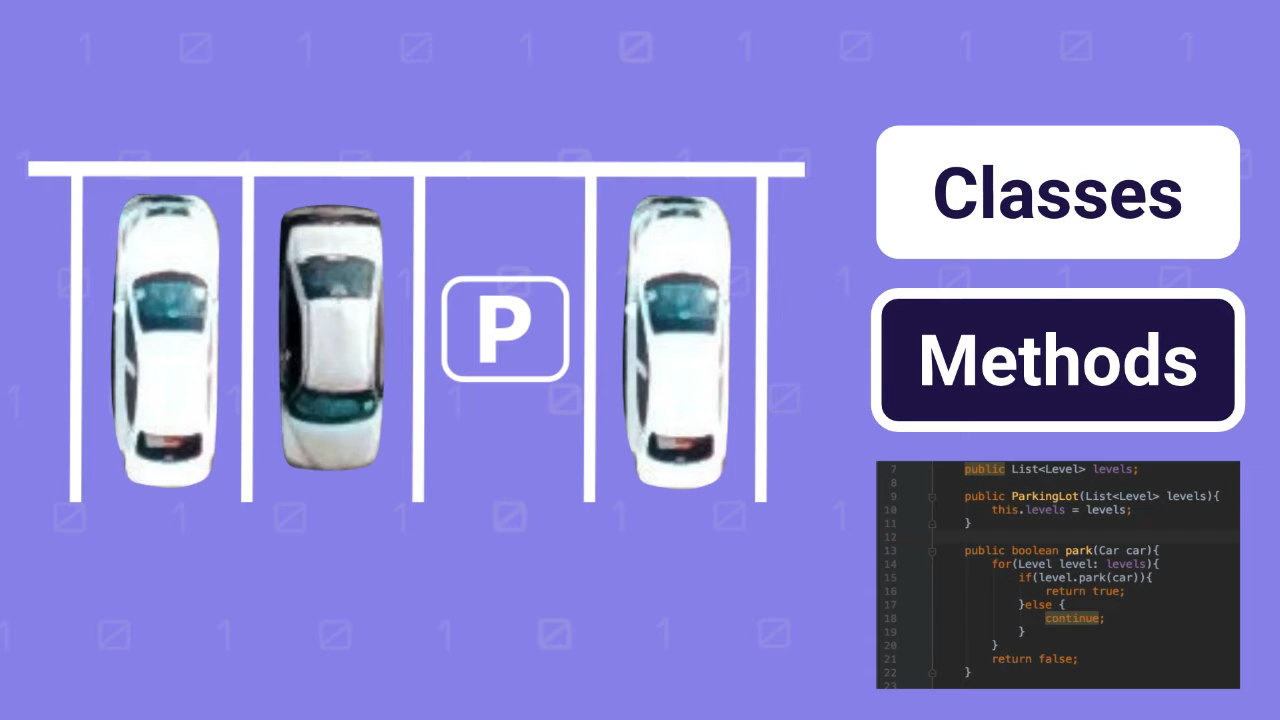 P
Classes
Methods
7 public List<Level> levels;
8
9 public ParkingLot(List<Level> levels){
10 this.levels = levels;
11 }
12
13 public boolean park(Car car){
14 for(Level level: levels){
15 if(level.park(car)){
16 return true;
17 }else {
18 continue;
19 }
20 }
21 return false;
22 }
23